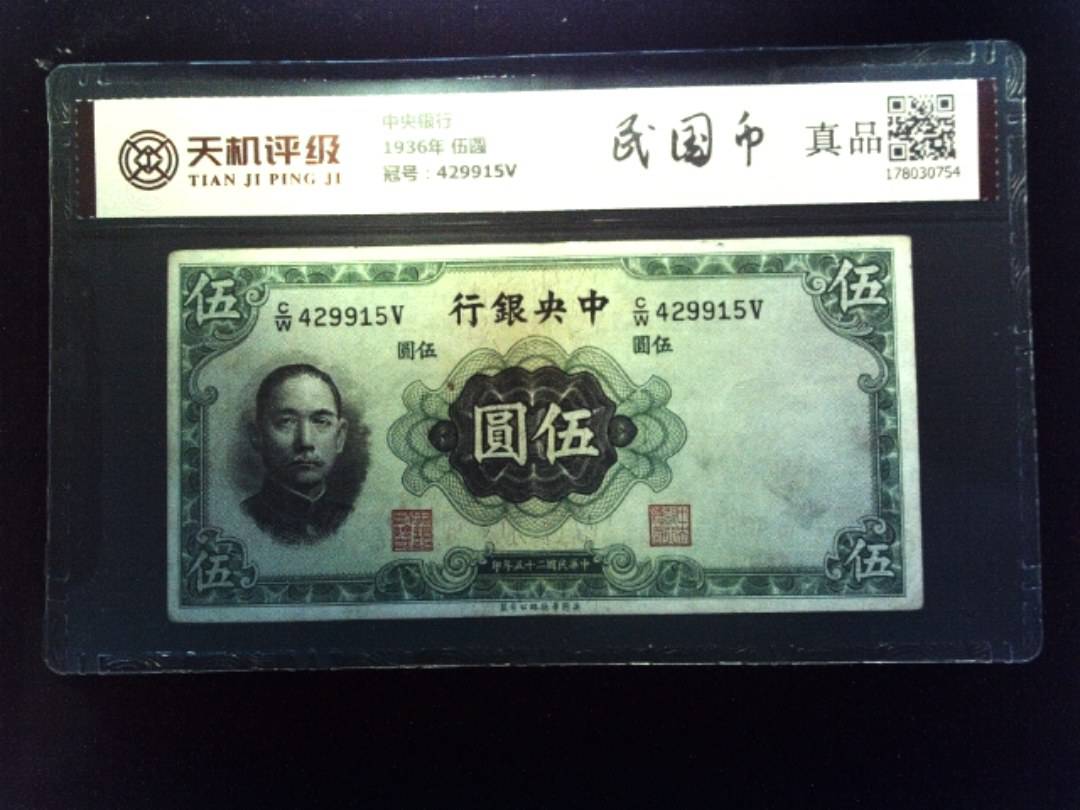 天机评级
TIAN JI PING JI
中央银行
1936年 伍圆
冠号：429915V
民国币
真品
178030754
伍
伍
C/W 429915V
行銀央中
C/W 429915V
圓伍
圓伍
圓伍
印年五十二國民華中
伍
伍